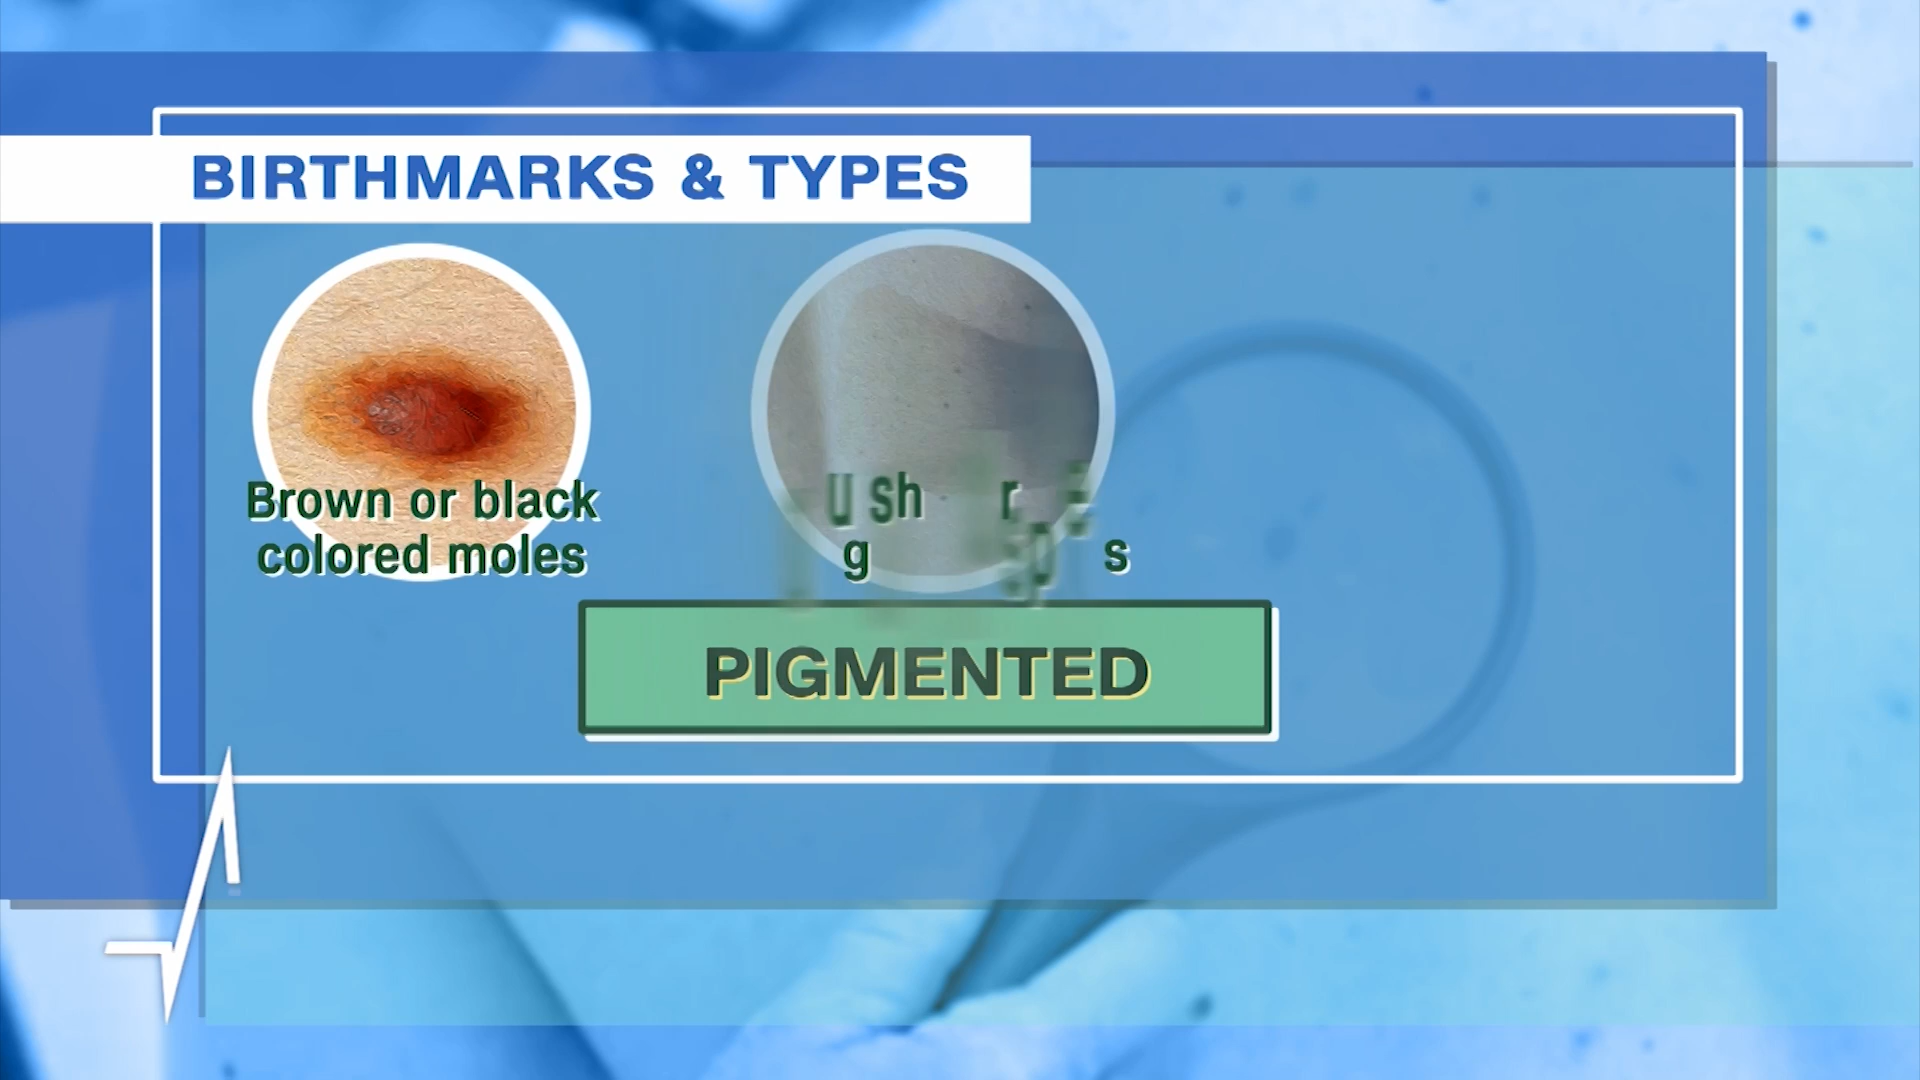 BIRTHMARKS & TYPES
Brown or black
colored moles
PIGMENTED